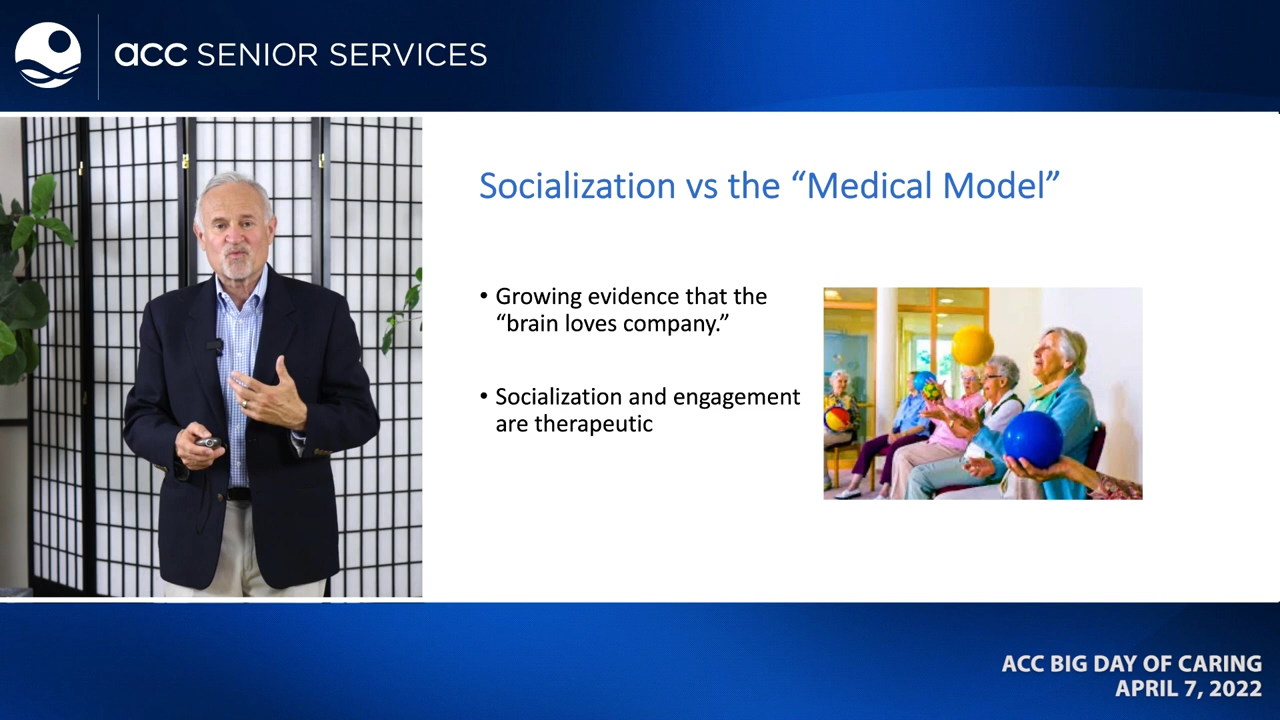 acc SENIOR SERVICES
Socialization vs the “Medical Model”
• Growing evidence that the
“brain loves company.”
• Socialization and engagement
are therapeutic
ACC BIG DAY OF CARING
APRIL 7, 2022